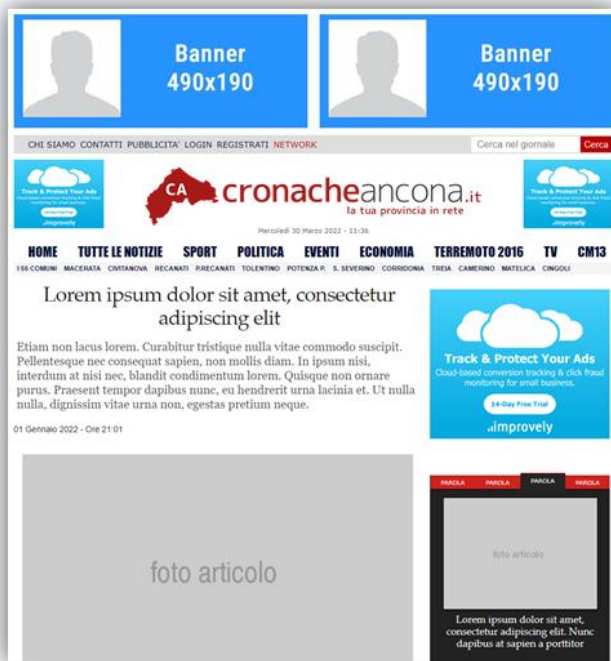 Banner
490x190
Banner
490x190
CHI SIAMO CONTATTI PUBBLICITA' LOGIN REGISTRATI NETWORK
Cerca nel giornale
Cerca
Track & Protect Your Ads
improvely
CA
cronacheancona.it
la tua provincia in rete
Track & Protect Your Ads
improvely
Mercoledì 30 Marzo 2022 - 11:36
HOME TUTTE LE NOTIZIE SPORT POLITICA EVENTI ECONOMIA TERREMOTO 2016 TV CM13
I 55 COMUNI MACERATA CIVITANOVA RECANATI P.RECANATI TOLENTINO POTENZA P. S. SEVERINO CORRIDONIA TREIA CAMERINO MATELICA CINGOLI
Lorem ipsum dolor sit amet, consectetur
adipiscing elit
Etiam non lacus lorem. Curabitur tristique nulla vitae commodo suscipit.
Pellentesque nec consequat sapien, non mollis diam. In ipsum nisi,
interdum at nisi nec, blandit condimentum lorem. Quisque non ornare
purus. Praesent tempor dapibus nunc, eu hendrerit urna lacinia et. Ut nulla
nulla, dignissim vitae urna non, egestas pretium neque.
01 Gennaio 2022 - Ore 21:01
foto articolo
Track & Protect Your Ads
Cloud-based conversion tracking & click fraud
monitoring for small business.
14-Day Free Trial
improvely
PAROLA PAROLA PAROLA PAROLA
foto articolo
Lorem ipsum dolor sit amet,
consectetur adipiscing elit. Nunc
dapibus at sapien a porttitor